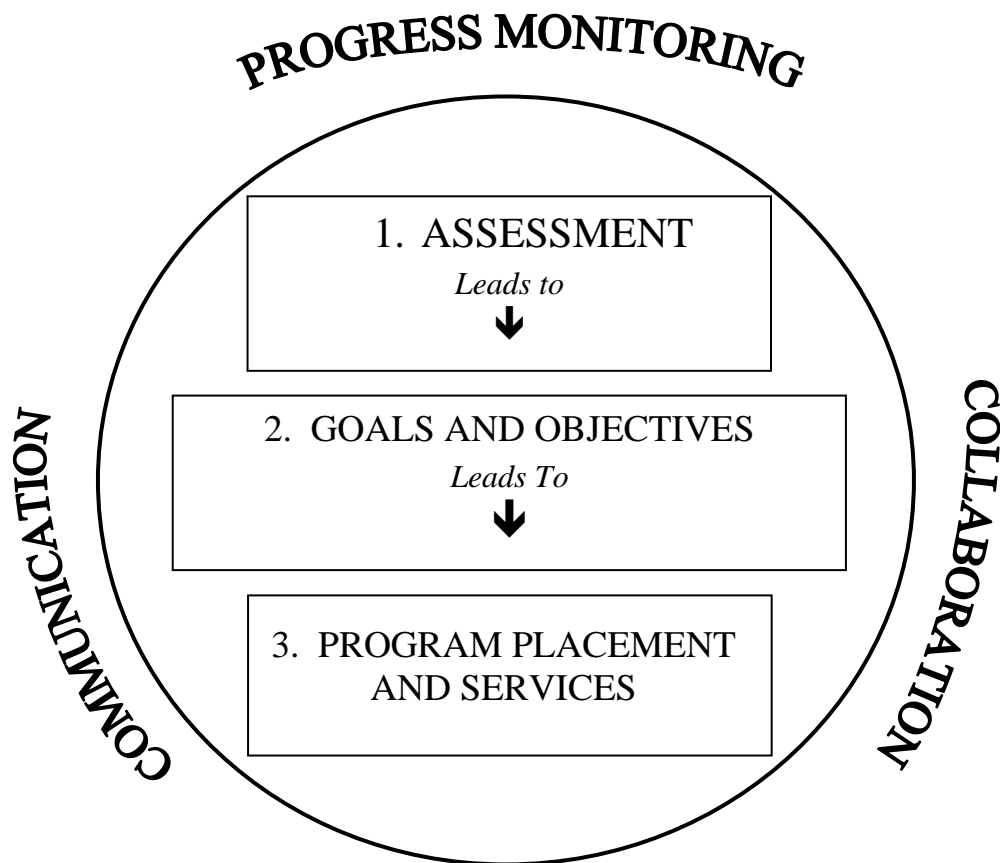 PROGRESS MONITORING
1. ASSESSMENT
Leads to
2. GOALS AND OBJECTIVES
Leads To
3. PROGRAM PLACEMENT
AND SERVICES
COMMUNICATION
COLLABORATION